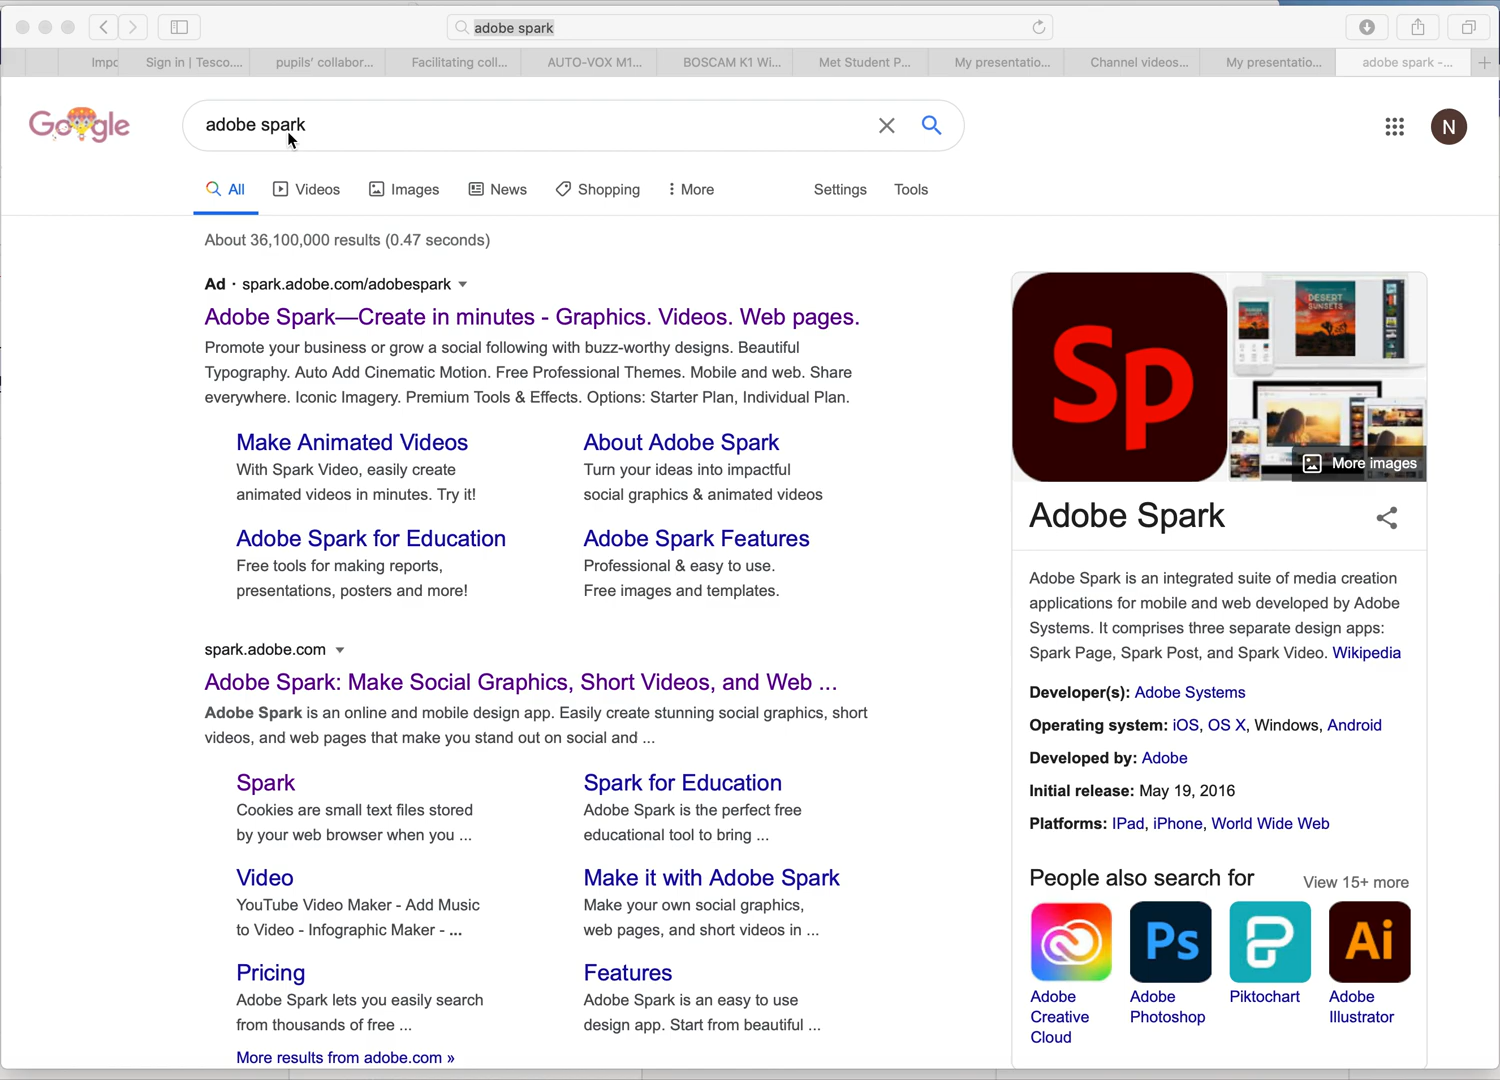 adobe spark
Impc
Sign in | Tesco....
pupils' collabor...
Facilitating coll...
AUTO-VOX M1...
BOSCAM K1 Wi...
Met Student P...
My presentatio...
Channel videos...
My presentatio...
adobe spark -...
Google
adobe spark
N
All
Videos
Images
News
Shopping
More
Settings
Tools
About 36,100,000 results (0.47 seconds)
Ad · spark.adobe.com/adobespark
Adobe Spark—Create in minutes - Graphics. Videos. Web pages.
Promote your business or grow a social following with buzz-worthy designs. Beautiful
Typography. Auto Add Cinematic Motion. Free Professional Themes. Mobile and web. Share
everywhere. Iconic Imagery. Premium Tools & Effects. Options: Starter Plan, Individual Plan.
Make Animated Videos
With Spark Video, easily create
animated videos in minutes. Try it!
About Adobe Spark
Turn your ideas into impactful
social graphics & animated videos
Adobe Spark for Education
Free tools for making reports,
presentations, posters and more!
Adobe Spark Features
Professional & easy to use.
Free images and templates.
spark.adobe.com
Adobe Spark: Make Social Graphics, Short Videos, and Web ...
Adobe Spark is an online and mobile design app. Easily create stunning social graphics, short
videos, and web pages that make you stand out on social and ...
Spark
Cookies are small text files stored
by your web browser when you ...
Spark for Education
Adobe Spark is the perfect free
educational tool to bring ...
Video
YouTube Video Maker - Add Music
to Video - Infographic Maker - ...
Make it with Adobe Spark
Make your own social graphics,
web pages, and short videos in ...
Pricing
Adobe Spark lets you easily search
from thousands of free ...
Features
Adobe Spark is an easy to use
design app. Start from beautiful ...
More results from adobe.com »
Sp
DESERT
SUNSETS
More images
Adobe Spark
Adobe Spark is an integrated suite of media creation
applications for mobile and web developed by Adobe
Systems. It comprises three separate design apps:
Spark Page, Spark Post, and Spark Video. Wikipedia
Developer(s): Adobe Systems
Operating system: iOS, OS X, Windows, Android
Developed by: Adobe
Initial release: May 19, 2016
Platforms: IPad, iPhone, World Wide Web
People also search for
View 15+ more
Ps
Ai
Adobe
Creative
Cloud
Adobe
Photoshop
Piktochart
Adobe
Illustrator